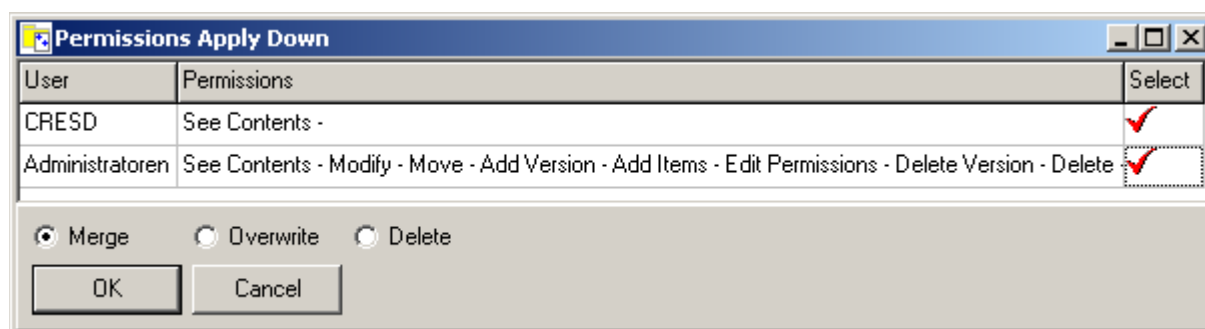 Permissions Apply Down
User Permissions Select
CRESD See Contents -
Administratoren See Contents - Modify - Move - Add Version - Add Items - Edit Permissions - Delete Version - Delete -
Merge Overwrite Delete
OK Cancel